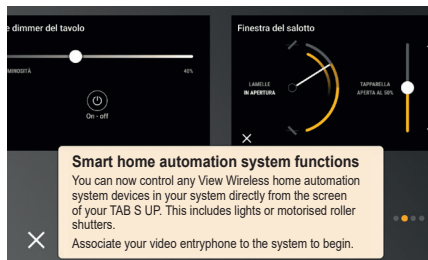 e dimmer del tavolo
Finestra del salotto
MINOSITÀ
40%
LAMELLE
IN APERTURA
TAPPARELLA
APERTA AL 50%
On - off
Smart home automation system functions
You can now control any View Wireless home automation
system devices in your system directly from the screen
of your TAB S UP. This includes lights or motorised roller
shutters.
Associate your video entryphone to the system to begin.